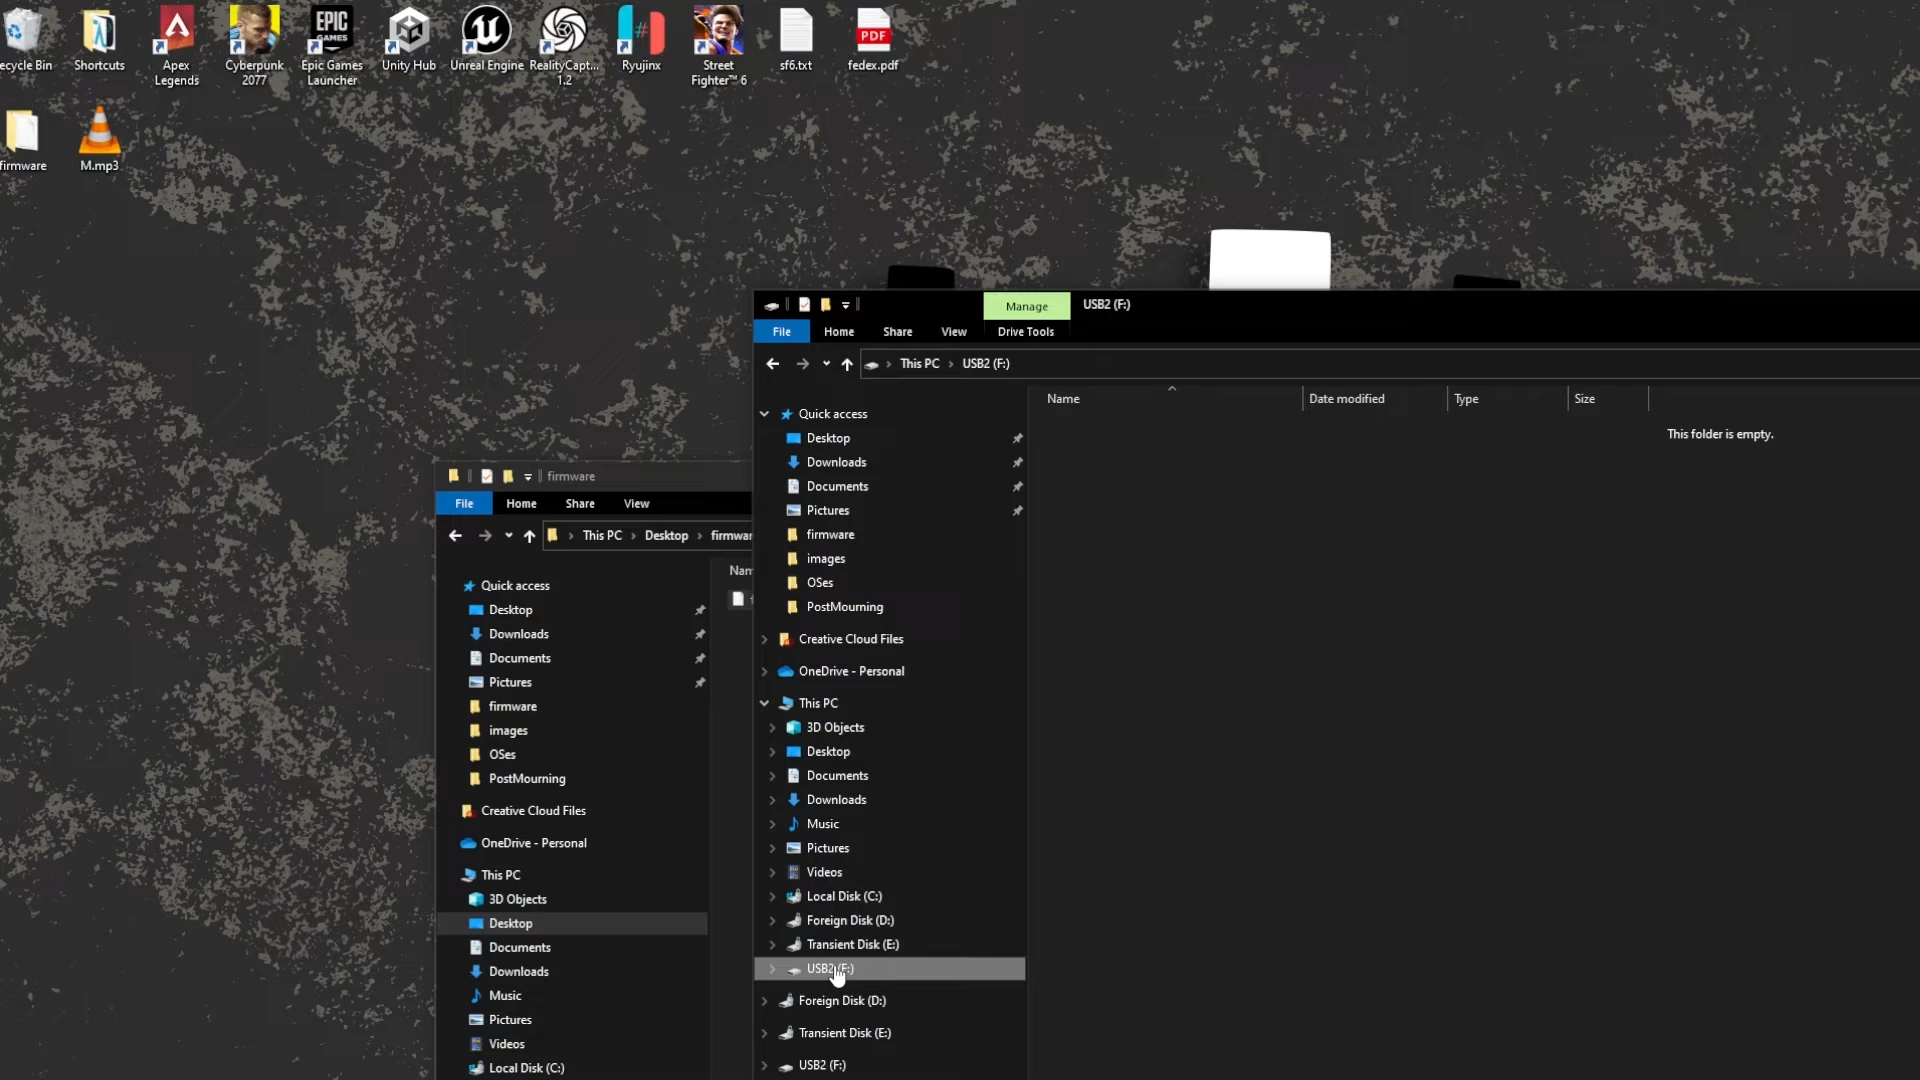 ecycle Bin
Shortcuts
Apex
Legends
Cyberpunk
2077
EPIC
GAMES
Epic Games
Launcher
Unity Hub
Unreal Engine
RealityCapt...
1.2
Ryujinx
Street
Fighter™ 6
sf6.txt
PDF
fedex.pdf
firmware
M.mp3
Manage
USB2 (F:)
File
Home
Share
View
Drive Tools
This PC
USB2 (F:)
Name
Date modified
Type
Size
This folder is empty.
Quick access
Desktop
Downloads
Documents
Pictures
firmware
images
OSes
PostMourning
Creative Cloud Files
OneDrive - Personal
This PC
3D Objects
Desktop
Documents
Downloads
Music
Pictures
Videos
Local Disk (C:)
Foreign Disk (D:)
Transient Disk (E:)
USB2 (F:)
Foreign Disk (D:)
Transient Disk (E:)
USB2 (F:)
firmware
File
Home
Share
View
This PC
Desktop
firmwar
Nam
Quick access
Desktop
Downloads
Documents
Pictures
firmware
images
OSes
PostMourning
Creative Cloud Files
OneDrive - Personal
This PC
3D Objects
Desktop
Documents
Downloads
Music
Pictures
Videos
Local Disk (C:)